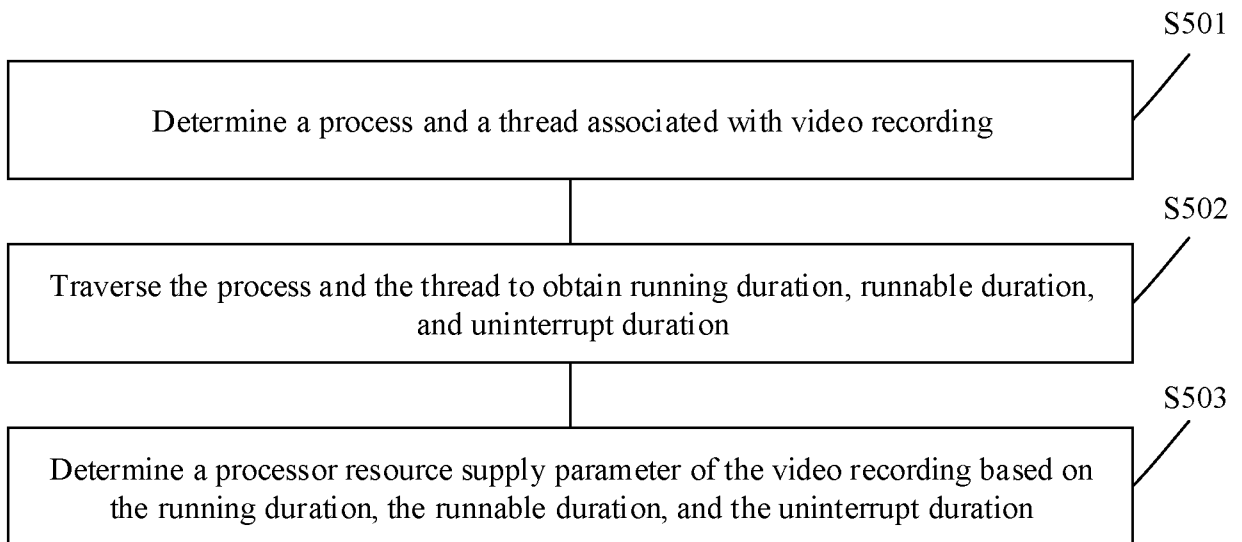 S501
Determine a process and a thread associated with video recording
S502
Traverse the process and the thread to obtain running duration, runnable duration,
and uninterrupt duration
S503
Determine a processor resource supply parameter of the video recording based on
the running duration, the runnable duration, and the uninterrupt duration